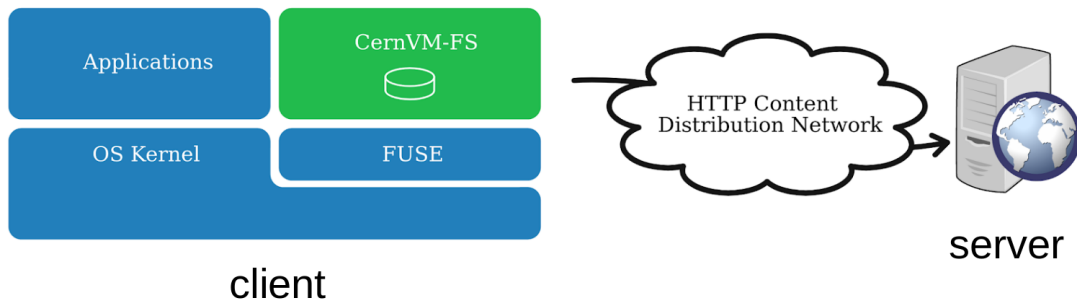 Applications
CernVM-FS
OS Kernel
FUSE
client
HTTP Content
Distribution Network
server